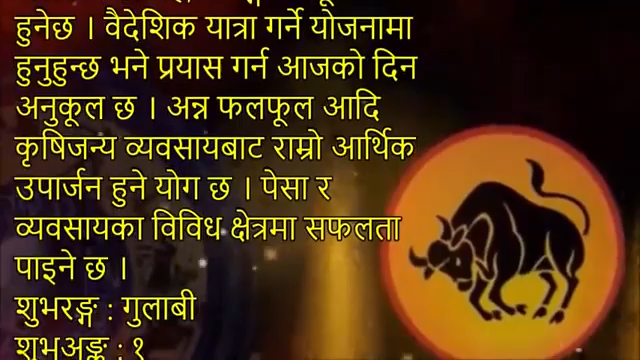 हुनेछ । वैदेशिक यात्रा गर्ने योजनामा
हुनुहुन्छ भने प्रयास गर्न आजको दिन
अनुकूल छ । अन्न फलफूल आदि
कृषिजन्य व्यवसायबाट राम्रो आर्थिक
उपार्जन हुने योग छ । पेसा र
व्यवसायका विविध क्षेत्रमा सफलता
पाइने छ ।
शुभरङ्ग : गुलाबी
शुभअङ्क : १